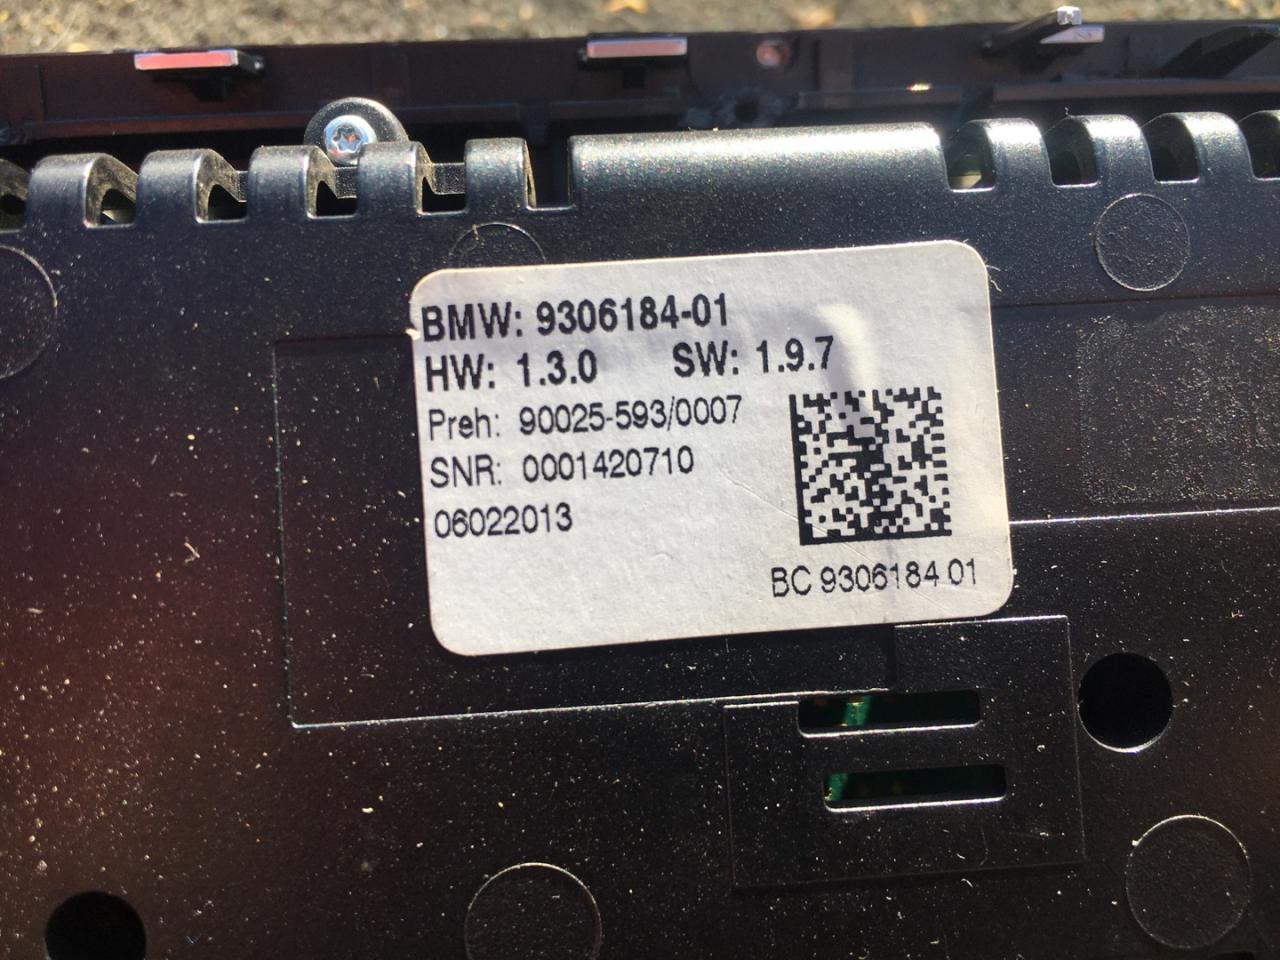 BMW: 9306184-01
HW: 1.3.0 SW: 1.9.7
Preh: 90025-593/0007
SNR: 0001420710
06022013
BC 9306184 01